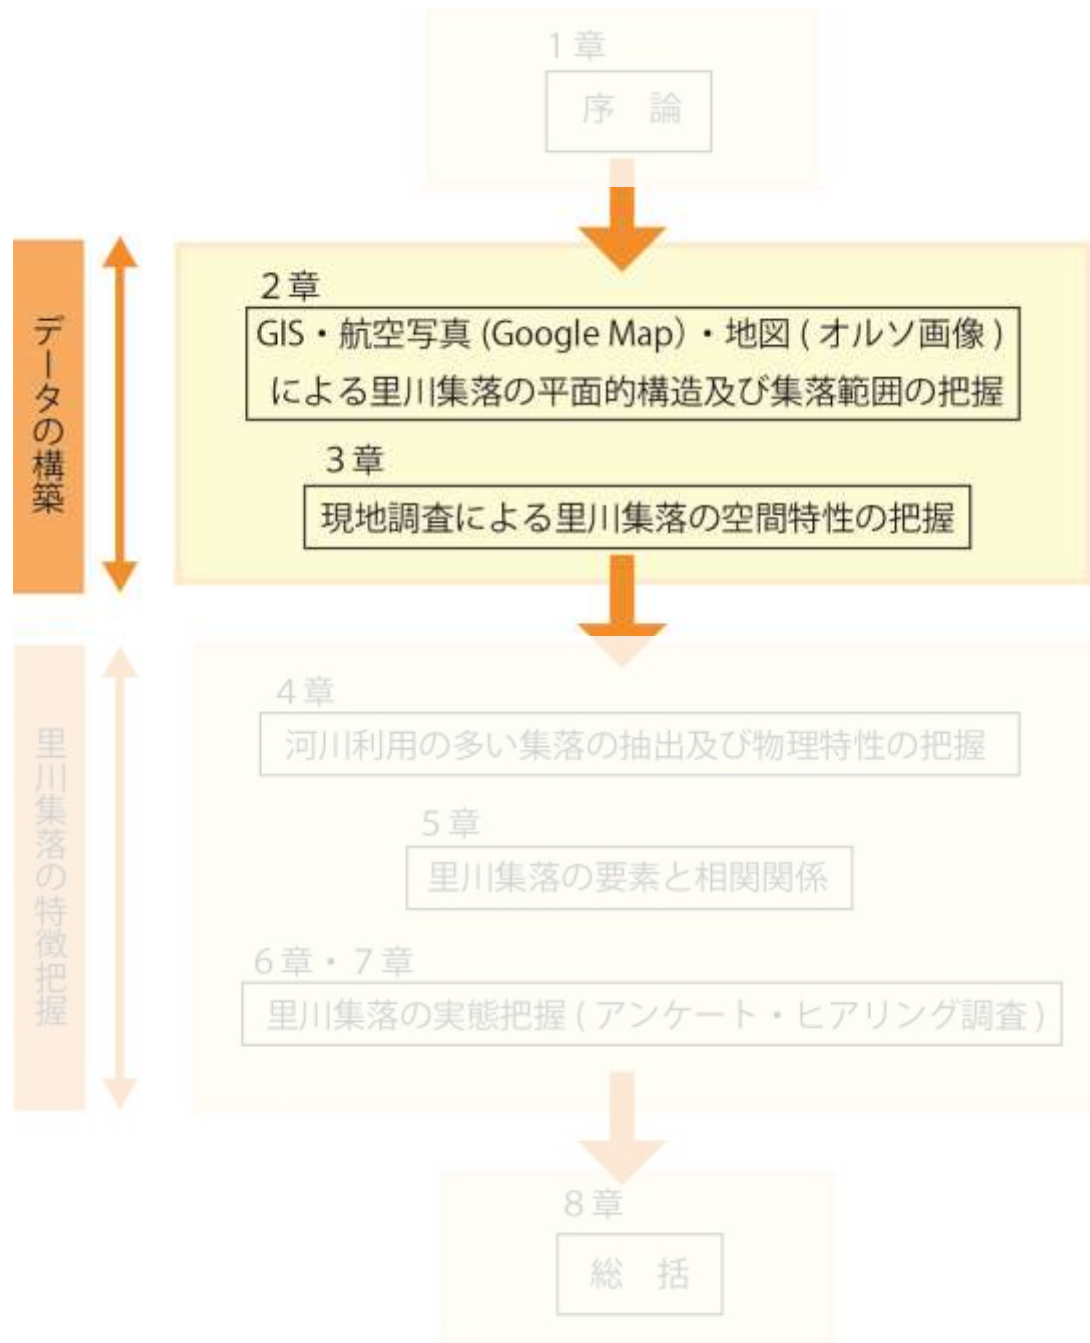 1章
序　論
データの構築
2章
GIS・航空写真(Google Map)・地図(オルソ画像)
による里川集落の平面的構造及び集落範囲の把握
3章
現地調査による里川集落の空間特性の把握
里川集落の特徴把握
4章
河川利用の多い集落の抽出及び物理特性の把握
5章
里川集落の要素と相関関係
6章・7章
里川集落の実態把握(アンケート・ヒアリング調査)
8章
総　括